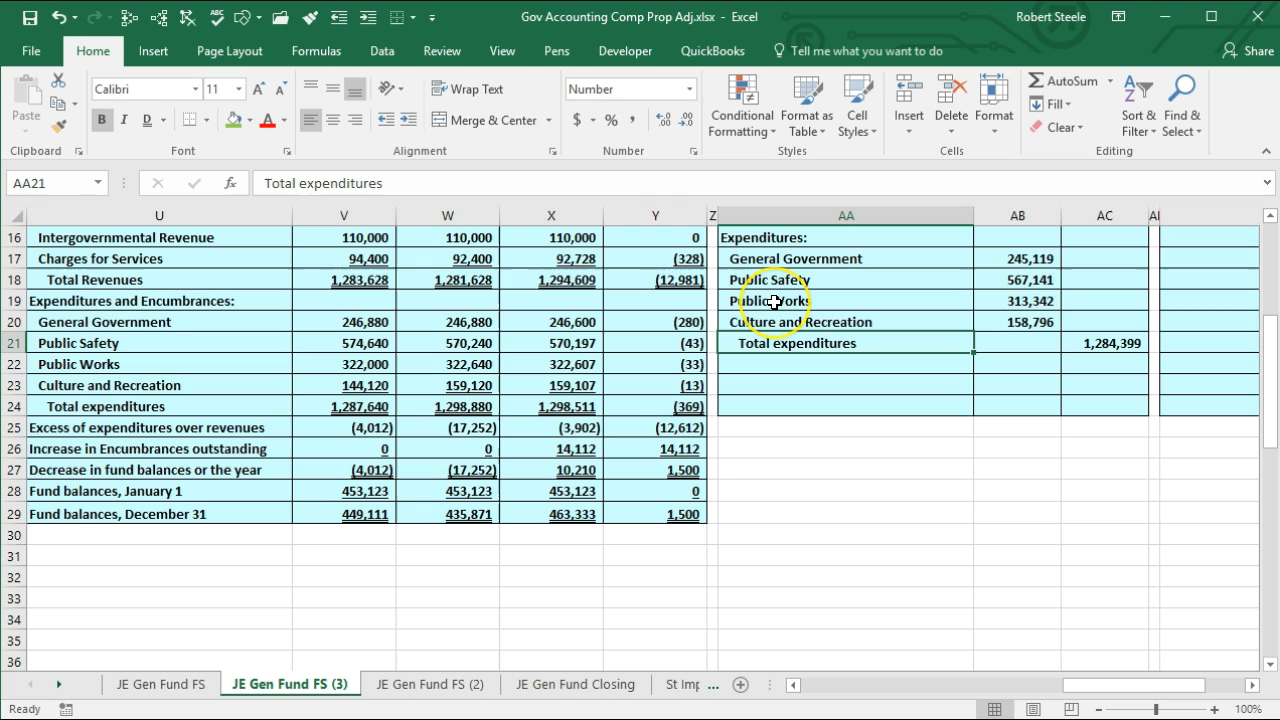 Gov Accounting Comp Prop Adj.xlsx - Excel
Robert Steele
File Home Insert Page Layout Formulas Data Review View Pens Developer QuickBooks Tell me what you want to do Share
Paste
Calibri 11
Wrap Text
Merge & Center
Number
Conditional Formatting
Format as Table
Cell Styles
Insert Delete Format
AutoSum
Fill
Clear
Sort & Filter
Find & Select
Clipboard Font Alignment Number Styles Cells Editing
AA21 fx Total expenditures
U V W X Y Z AA AB AC
16 Intergovernmental Revenue 110,000 110,000 110,000 0 Expenditures:
17 Charges for Services 94,400 92,400 92,728 (328) General Government 245,119
18 Total Revenues 1,283,628 1,281,628 1,294,609 (12,981) Public Safety 567,141
19 Expenditures and Encumbrances: Public Works 313,342
20 General Government 246,880 246,880 246,600 (280) Culture and Recreation 158,796
21 Public Safety 574,640 570,240 570,197 (43) Total expenditures 1,284,399
22 Public Works 322,000 322,640 322,607 (33)
23 Culture and Recreation 144,120 159,120 159,107 (13)
24 Total expenditures 1,287,640 1,298,880 1,298,511 (369)
25 Excess of expenditures over revenues (4,012) (17,252) (3,902) (12,612)
26 Increase in Encumbrances outstanding 0 0 14,112 14,112
27 Decrease in fund balances or the year (4,012) (17,252) 10,210 1,500
28 Fund balances, January 1 453,123 453,123 453,123 0
29 Fund balances, December 31 449,111 435,871 463,333 1,500
30
31
32
33
34
35
36
JE Gen Fund FS JE Gen Fund FS (3) JE Gen Fund FS (2) JE Gen Fund Closing St Imp ...
Ready 100%